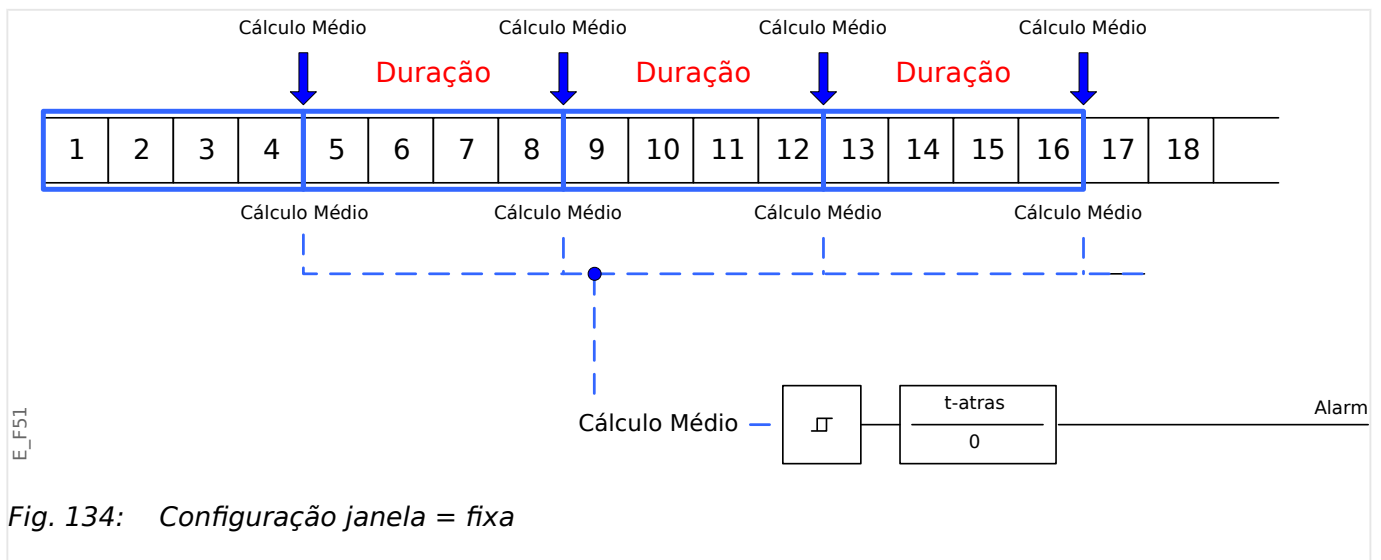 Cálculo Médio Cálculo Médio Cálculo Médio Cálculo Médio
Duração Duração Duração
1 2 3 4 5 6 7 8 9 10 11 12 13 14 15 16 17 18
Cálculo Médio Cálculo Médio Cálculo Médio Cálculo Médio
t-atras
Alarm
Cálculo Médio
0
E_F51
Fig. 134: Configuração janela = fixa